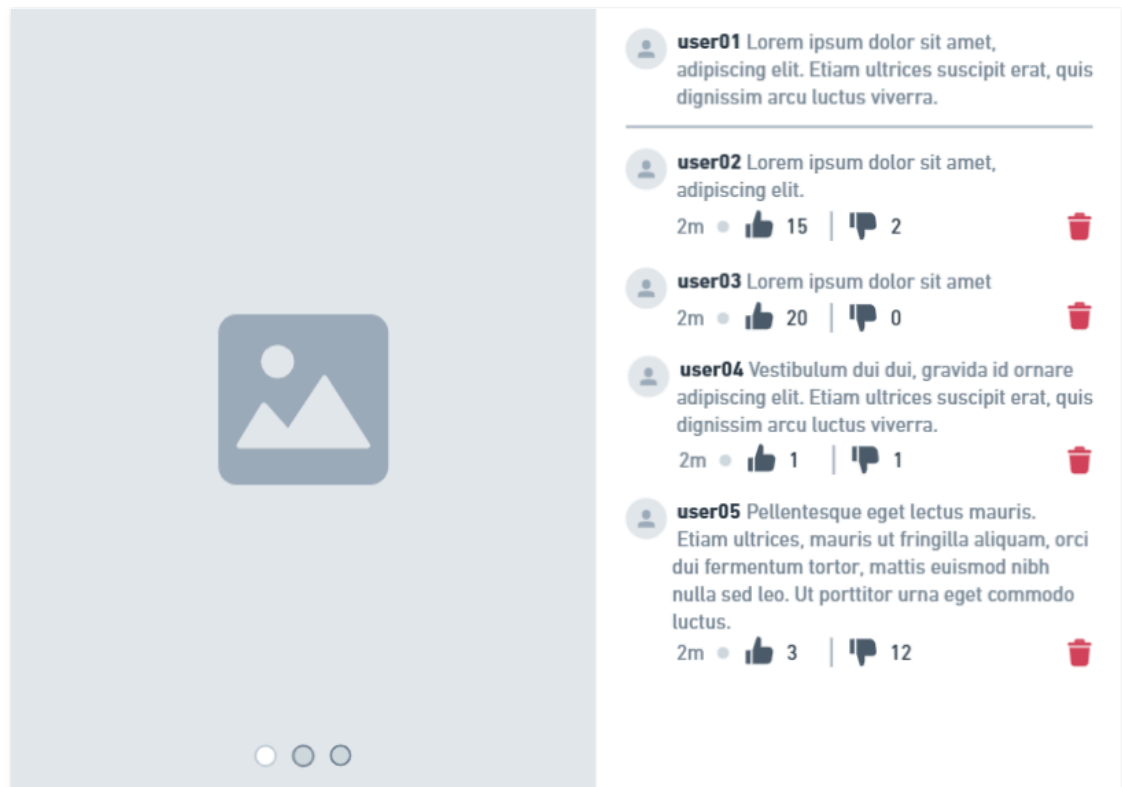 user01 Lorem ipsum dolor sit amet,
adipiscing elit. Etiam ultrices suscipit erat, quis
dignissim arcu luctus viverra.
user02 Lorem ipsum dolor sit amet,
adipiscing elit.
2m 15 2
user03 Lorem ipsum dolor sit amet
2m 20 0
user04 Vestibulum dui dui, gravida id ornare
adipiscing elit. Etiam ultrices suscipit erat, quis
dignissim arcu luctus viverra.
2m 1 1
user05 Pellentesque eget lectus mauris.
Etiam ultrices, mauris ut fringilla aliquam, orci
dui fermentum tortor, mattis euismod nibh
nulla sed leo. Ut porttitor urna eget commodo
luctus.
2m 3 12